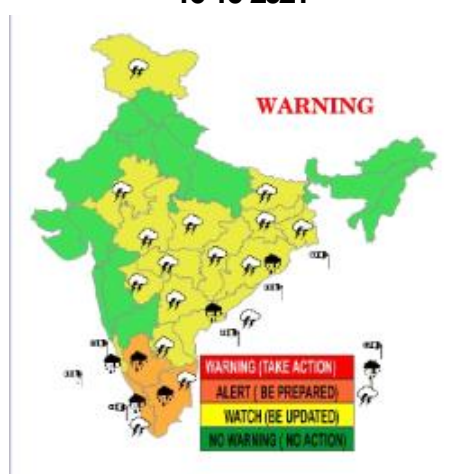 WARNING
WARNING (TAKE ACTION)
ALERT ( BE PREPARED)
WATCH (BE UPDATED)
NO WARNING ( NO ACTION)